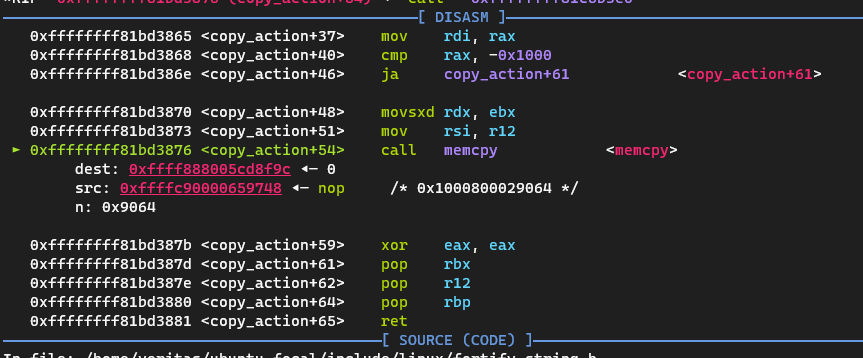 [ DISASM ]
0xffffffff81bd3865 <copy_action+37> mov rdi, rax
0xffffffff81bd3868 <copy_action+40> cmp rax, -0x1000
0xffffffff81bd386e <copy_action+46> ja copy_action+61 <copy_action+61>
0xffffffff81bd3870 <copy_action+48> movsxd rdx, ebx
0xffffffff81bd3873 <copy_action+51> mov rsi, r12
► 0xffffffff81bd3876 <copy_action+54> call memcpy <memcpy>
dest: 0xffff888005cd8f9c ◂— 0
src: 0xffffc90000659748 ◂— nop /* 0x1000800029064 */
n: 0x9064
0xffffffff81bd387b <copy_action+59> xor eax, eax
0xffffffff81bd387d <copy_action+61> pop rbx
0xffffffff81bd387e <copy_action+62> pop r12
0xffffffff81bd3880 <copy_action+64> pop rbp
0xffffffff81bd3881 <copy_action+65> ret
[ SOURCE (CODE) ]